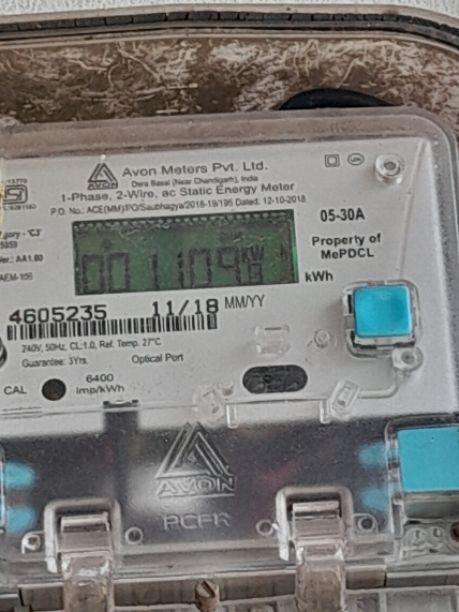 AVON
Avon Meters Pvt. Ltd.
Dera Bassi (Near Chandigarh), India
1-Phase, 2-Wire, ac Static Energy Meter
P.O. No.: ACE(MM)/PO/Saubhagya/2018-19/195 Dated: 12-10-2018
05-30A
Property of
MePDCL
001109 kWh
kWh
4605235 11/18 MM/YY
240V, 50Hz, CL:1.0, Ref. Temp. 27°C
Guarantee: 3Yrs. Optical Port
CAL 6400
imp/kWh
AVON